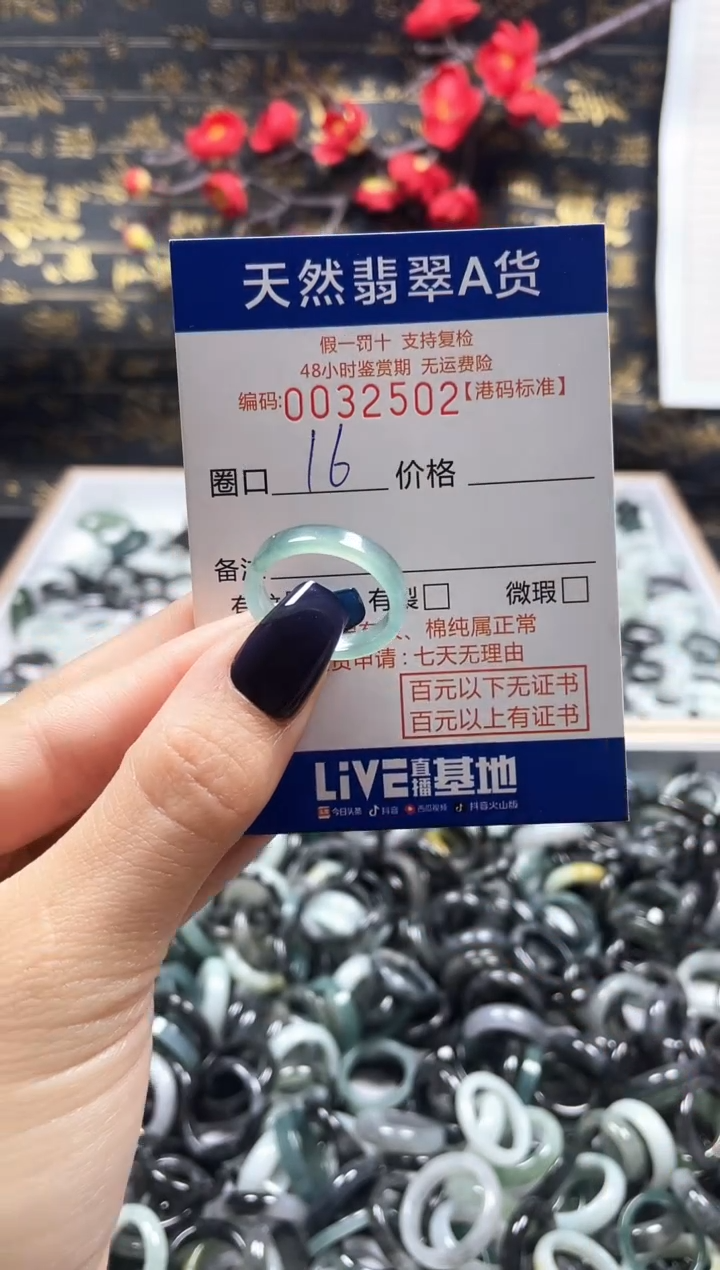 天然翡翠A货
假一罚十 支持复检
48小时鉴赏期 无运费险
编码:0032502【港码标准】
圈口 16 价格
备注
有 有裂□ 微瑕□
棉纯属正常
货申请:七天无理由
百元以下无证书
百元以上有证书
LiVE直播基地
今日头条 抖音 西瓜视频 抖音火山版